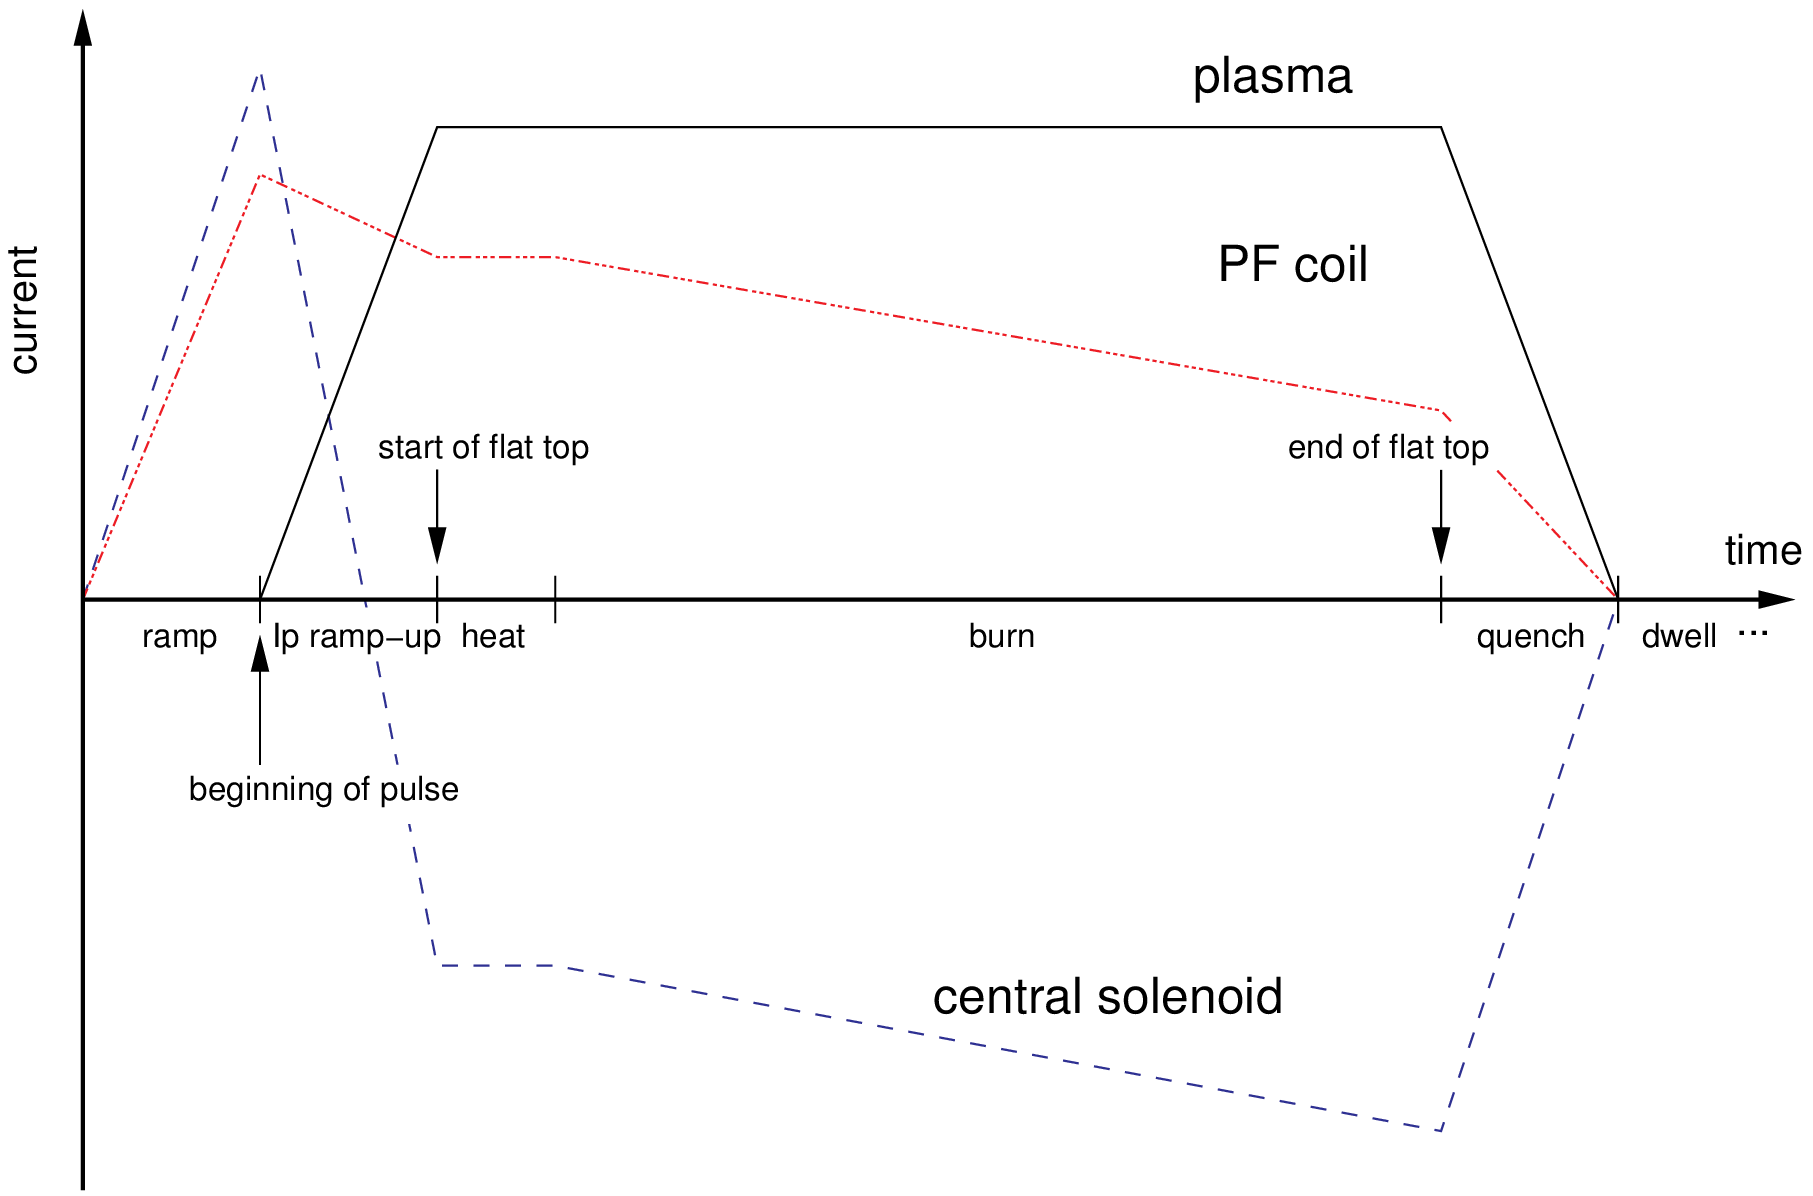 plasma
PF coil
current
start of flat top
end of flat top
time
ramp
Ip ramp–up
heat
burn
quench
dwell ...
beginning of pulse
central solenoid